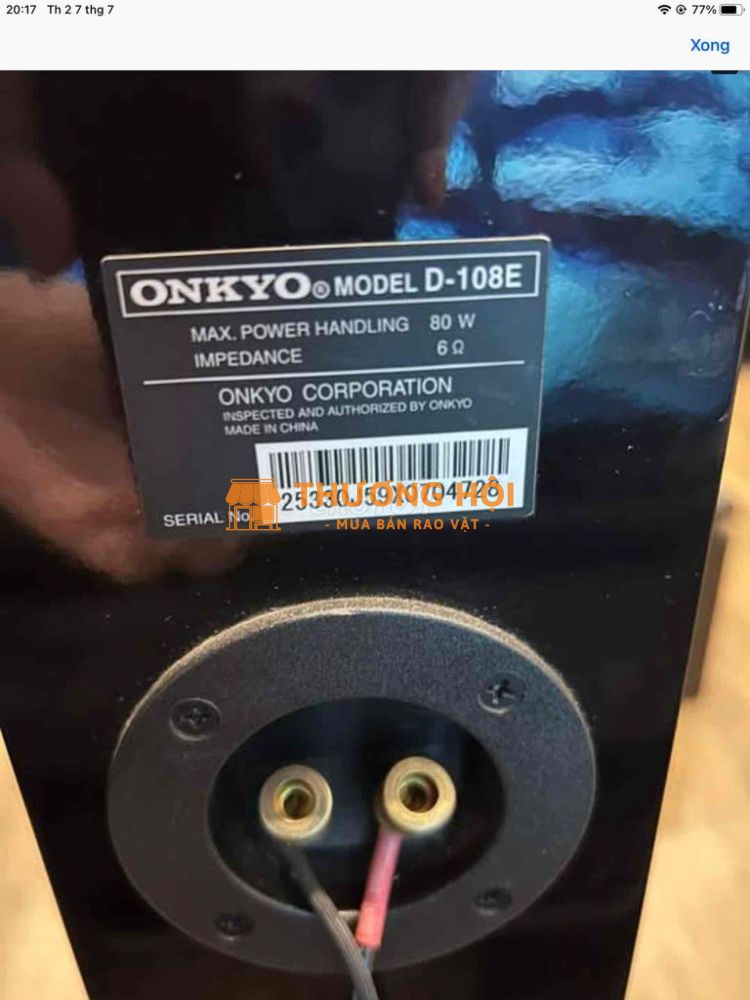 20:17 Th 2 7 thg 7
77%
Xong
ONKYO® MODEL D-108E
MAX. POWER HANDLING 80 W
IMPEDANCE 6 Ω
ONKYO CORPORATION
INSPECTED AND AUTHORIZED BY ONKYO
MADE IN CHINA
THƯƠNG HỘI
- MUA BÁN RAO VẶT -
SERIAL No.